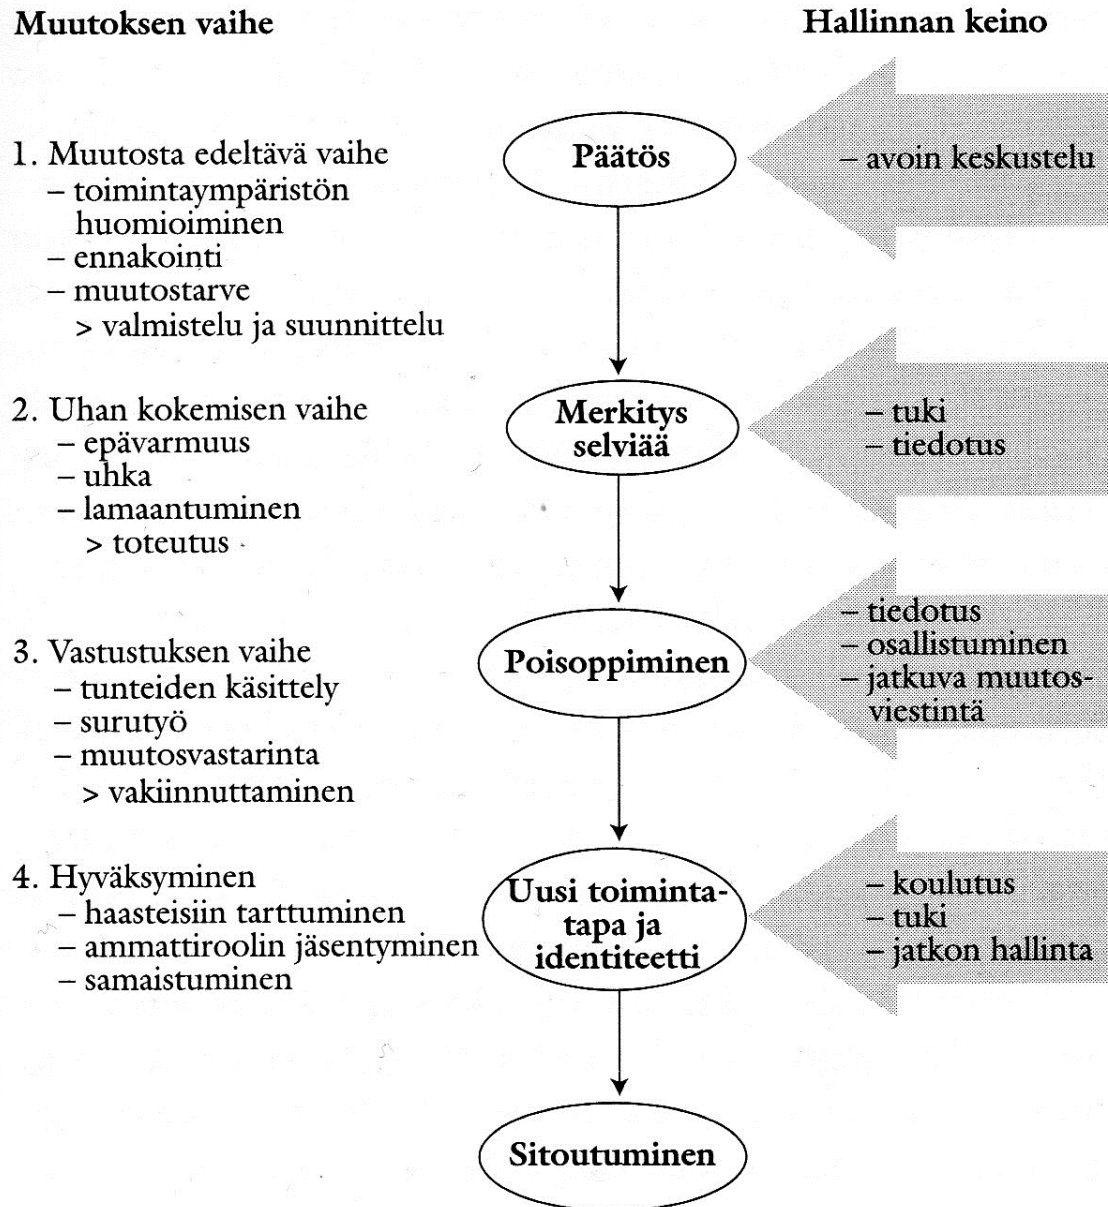 Muutoksen vaihe
Hallinnan keino
1. Muutosta edeltävä vaihe
– toimintaympäristön
huomioiminen
– ennakointi
– muutostarve
> valmistelu ja suunnittelu
Päätös
– avoin keskustelu
2. Uhan kokemisen vaihe
– epävarmuus
– uhka
– lamaantuminen
> toteutus
Merkitys
selviää
– tuki
– tiedotus
3. Vastustuksen vaihe
– tunteiden käsittely
– surutyö
– muutosvastarinta
> vakiinnuttaminen
Poisoppiminen
– tiedotus
– osallistuminen
– jatkuva muutos-
viestintä
4. Hyväksyminen
– haasteisiin tarttuminen
– ammattiroolin jäsentyminen
– samaistuminen
Uusi toiminta-
tapa ja
identiteetti
– koulutus
– tuki
– jatkon hallinta
Sitoutuminen